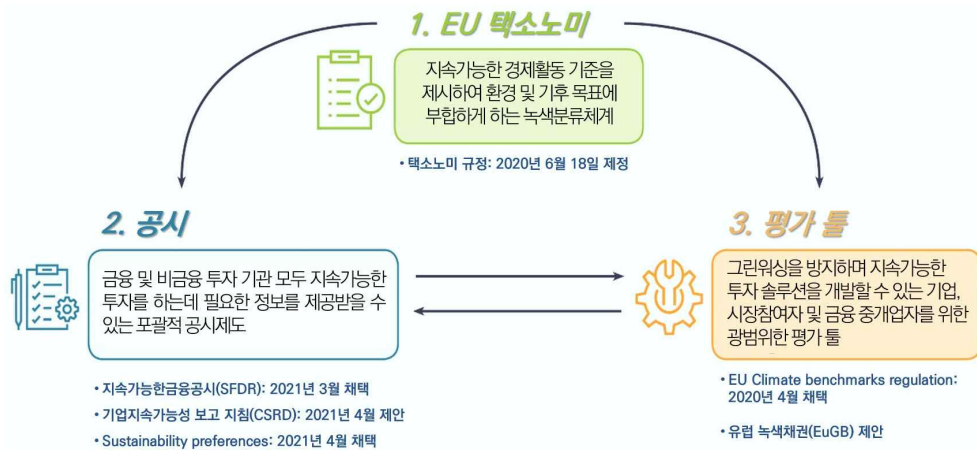 1. EU 택소노미
지속가능한 경제활동 기준을
제시하여 환경 및 기후 목표에
부합하게 하는 녹색분류체계
• 택소노미 규정: 2020년 6월 18일 제정
2. 공시
금융 및 비금융 투자 기관 모두 지속가능한
투자를 하는데 필요한 정보를 제공받을 수
있는 포괄적 공시제도
• 지속가능한금융공시(SFDR): 2021년 3월 채택
• 기업지속가능성 보고 지침(CSRD): 2021년 4월 제안
• Sustainability preferences: 2021년 4월 채택
3. 평가 툴
그린워싱을 방지하며 지속가능한
투자 솔루션을 개발할 수 있는 기업,
시장참여자 및 금융 중개업자를 위한
광범위한 평가 툴
• EU Climate benchmarks regulation:
2020년 4월 채택
• 유럽 녹색채권(EuGB) 제안